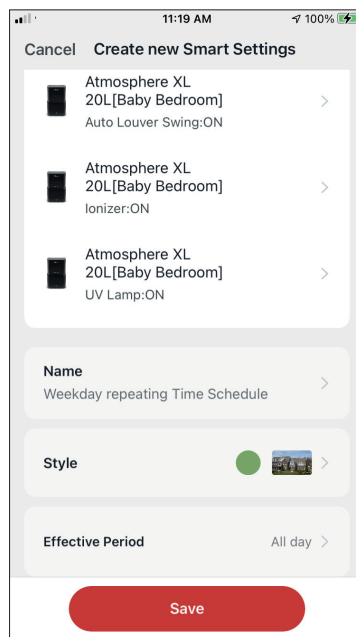 11:19 AM
100%
Cancel
Create new Smart Settings
Atmosphere XL
20L[Baby Bedroom]
Auto Louver Swing:ON
Atmosphere XL
20L[Baby Bedroom]
Ionizer:ON
Atmosphere XL
20L[Baby Bedroom]
UV Lamp:ON
Name
Weekday repeating Time Schedule
Style
Effective Period
All day
Save